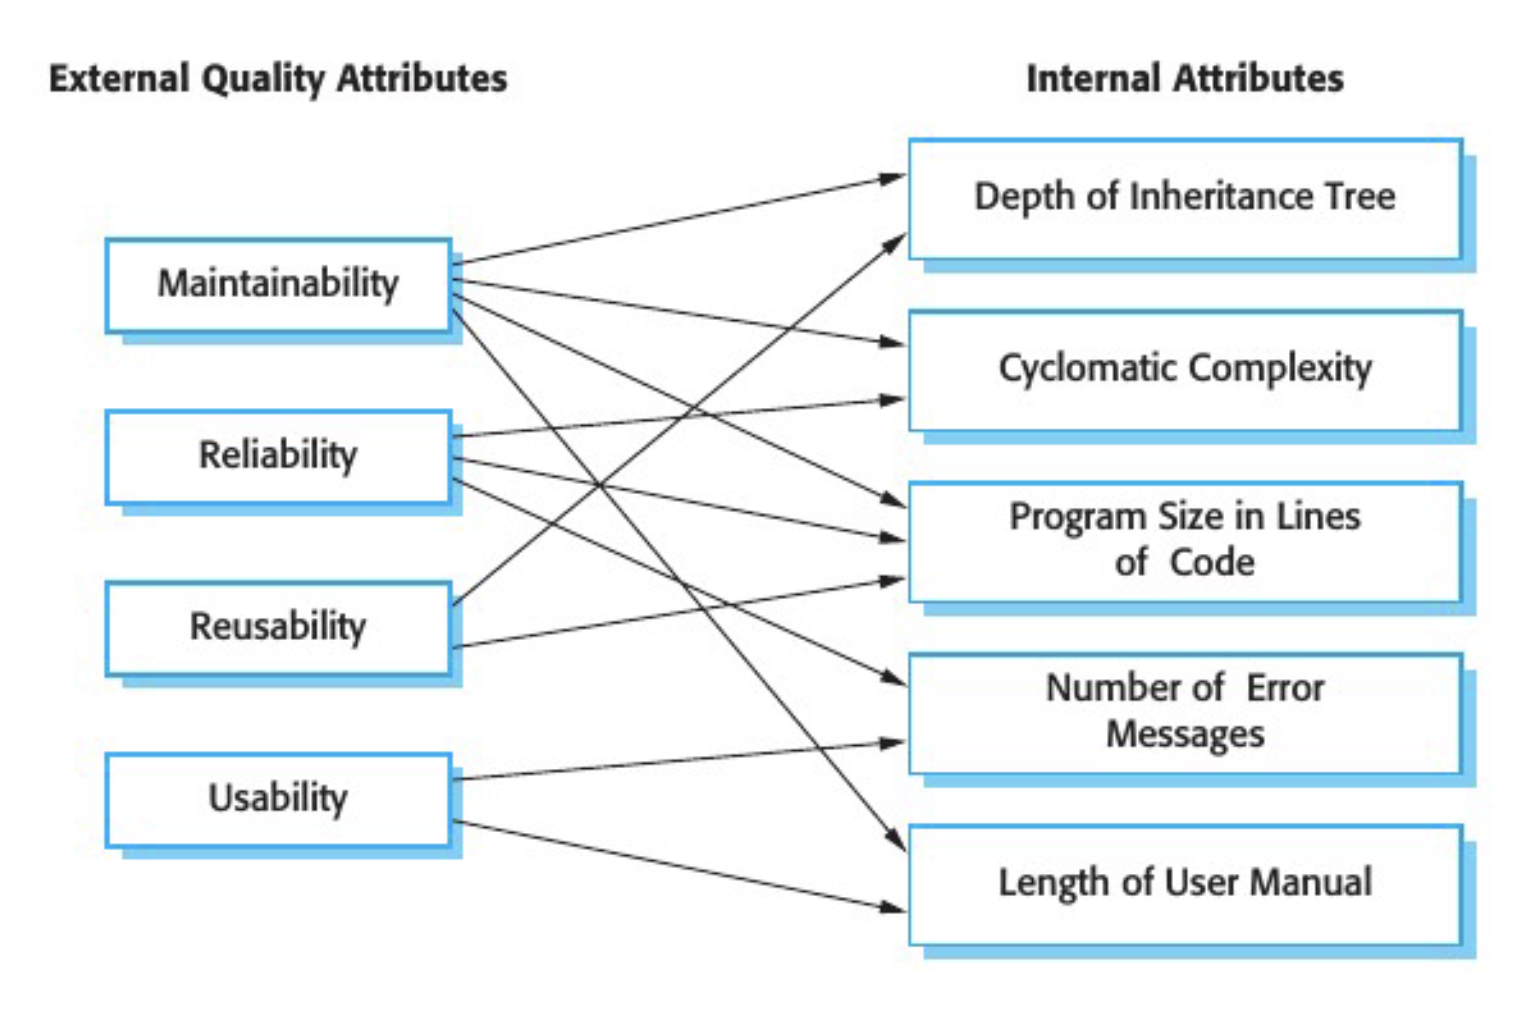 External Quality Attributes
Internal Attributes
Maintainability
Reliability
Reusability
Usability
Depth of Inheritance Tree
Cyclomatic Complexity
Program Size in Lines
of Code
Number of Error
Messages
Length of User Manual